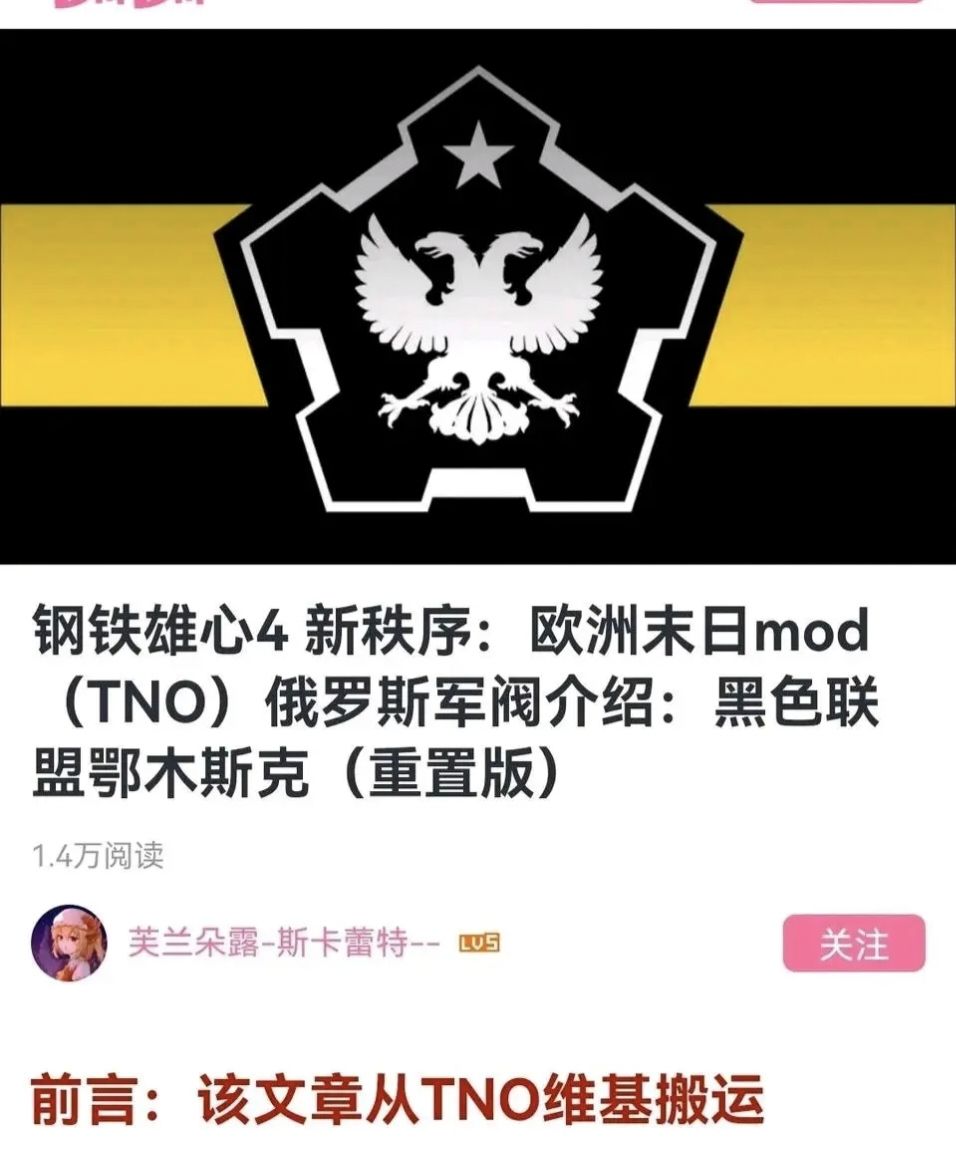 钢铁雄心4 新秩序：欧洲末日mod
（TNO）俄罗斯军阀介绍：黑色联
盟鄂木斯克（重置版）
1.4万阅读
芙兰朵露-斯卡蕾特-- LV5
关注
前言：该文章从TNO维基搬运